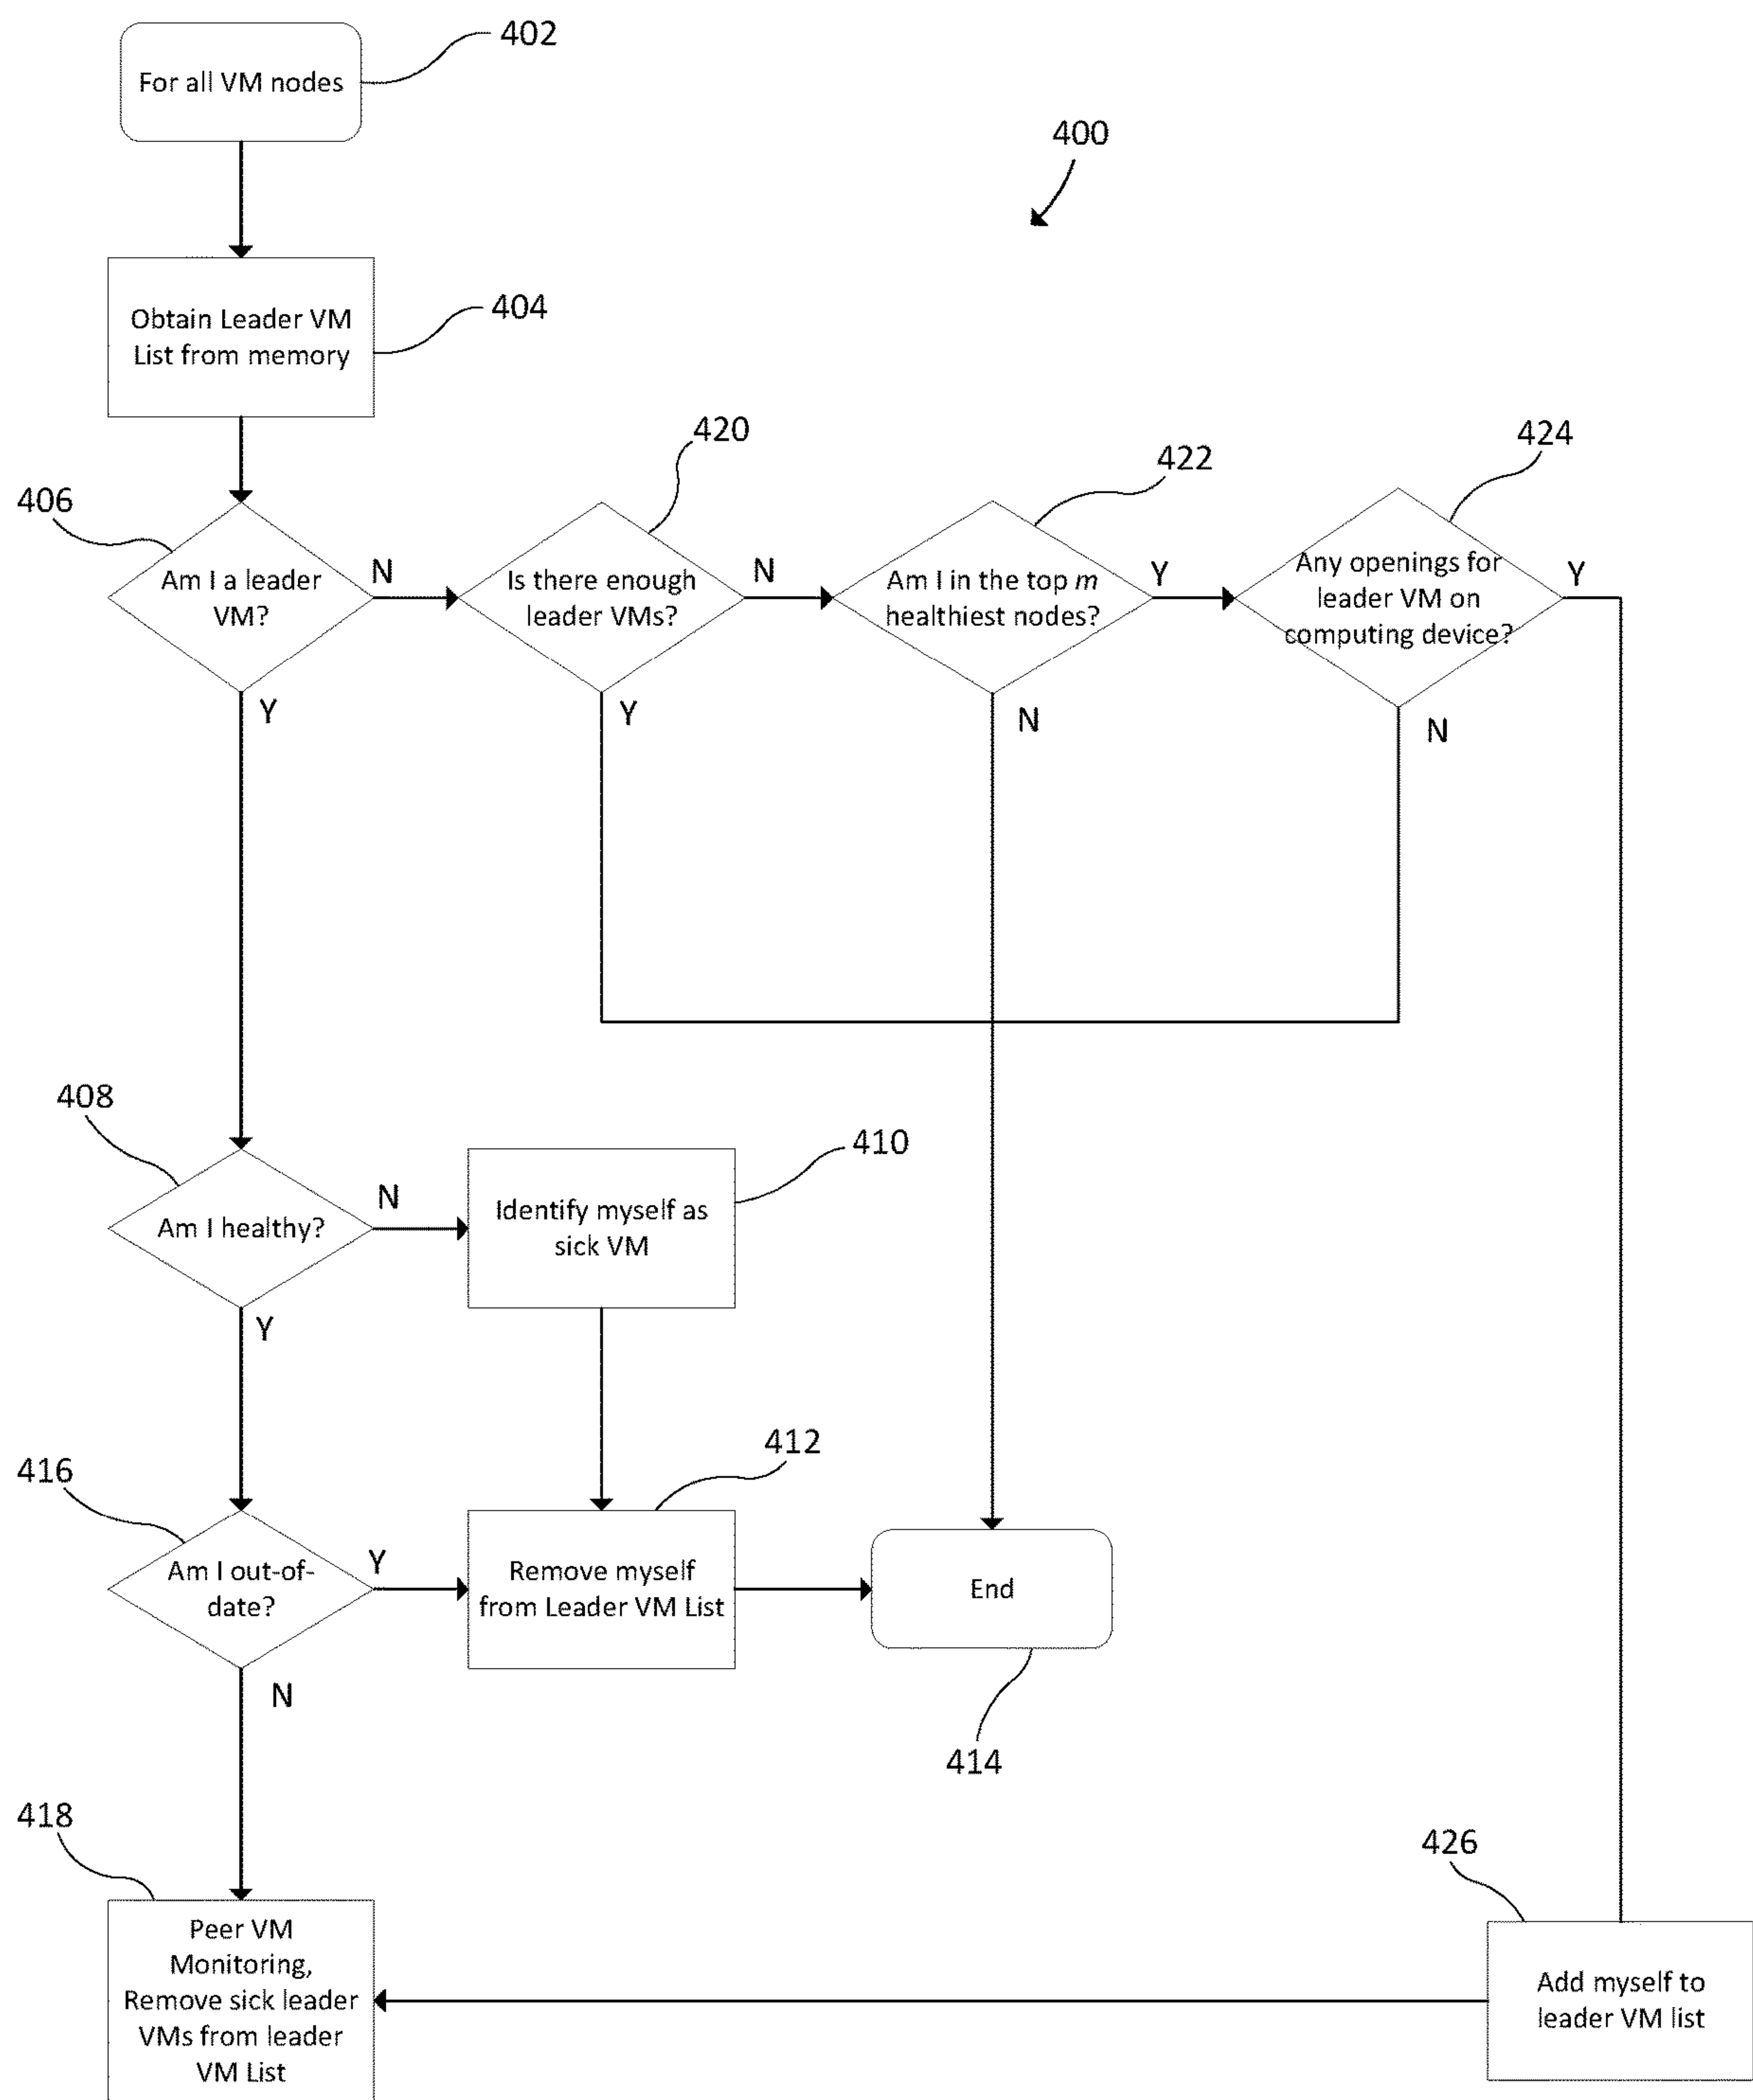 402
For all VM nodes
400
404
Obtain Leader VM
List from memory
420
424
422
406
Am I a leader
VM?
N
Is there enough
leader VMs?
N
Am I in the top m
healthiest nodes?
Y
Any openings for
leader VM on
computing device?
Y
Y
Y
N
N
408
410
Am I healthy?
N
Identify myself as
sick VM
Y
412
416
Am I out-of-
date?
Y
Remove myself
from Leader VM List
End
N
414
418
426
Peer VM
Monitoring,
Remove sick leader
VMs from leader
VM List
Add myself to
leader VM list